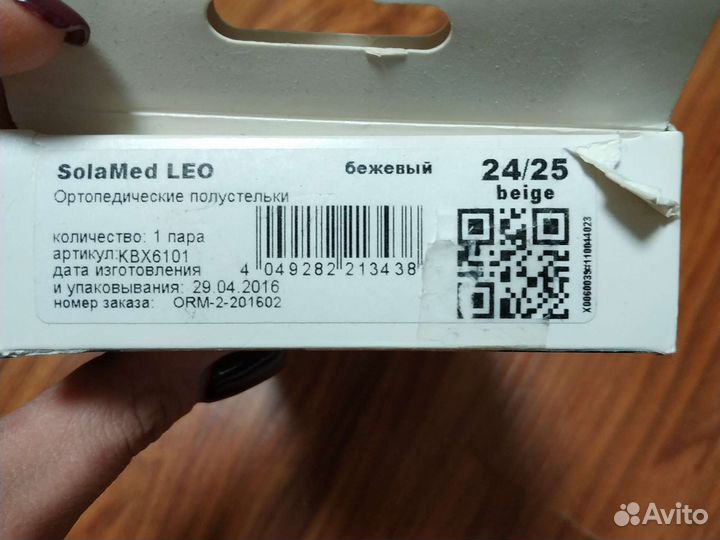 SolaMed LEO бежевый 24/25
beige
Ортопедические полустельки
количество: 1 пара
артикул:KBX6101
дата изготовления
и упаковывания: 29.04.2016
номер заказа: ORM-2-201602
4 049282 213438
Avito